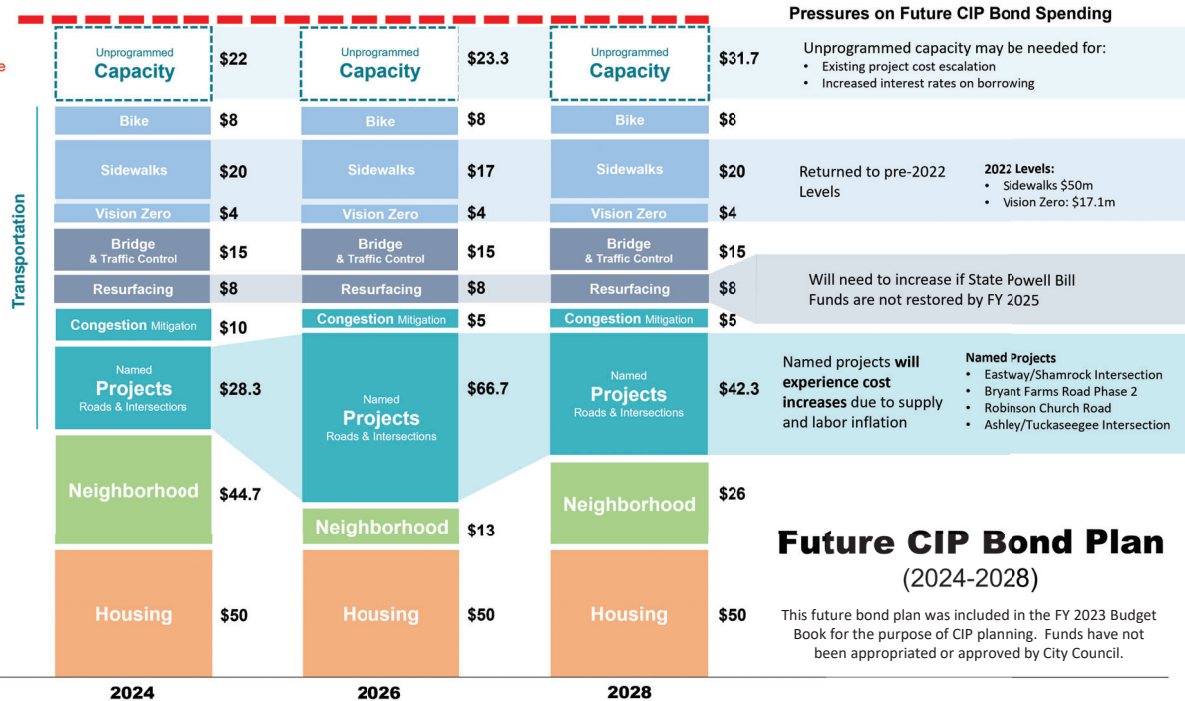 Pressures on Future CIP Bond Spending
Unprogrammed
Capacity
$22
Unprogrammed
Capacity
$23.3
Unprogrammed
Capacity
$31.7
Unprogrammed capacity may be needed for:
• Existing project cost escalation
• Increased interest rates on borrowing
e
Transportation
Bike
$8
Bike
$8
Bike
$8
Sidewalks
$20
Sidewalks
$17
Sidewalks
$20
Returned to pre-2022
Levels
2022 Levels:
• Sidewalks $50m
• Vision Zero: $17.1m
Vision Zero
$4
Vision Zero
$4
Vision Zero
$4
Bridge
& Traffic Control
$15
Bridge
& Traffic Control
$15
Bridge
& Traffic Control
$15
Resurfacing
$8
Resurfacing
$8
Resurfacing
$8
Will need to increase if State Powell Bill
Funds are not restored by FY 2025
Congestion Mitigaton
$10
Congestion Mitigation
$5
Congestion Mitigation
$5
Named
Projects
Roads & Intersections
$28.3
Named
Projects
Roads & Intersections
$66.7
Named
Projects
Roads & Intersections
$42.3
Named projects will
experience cost
increases due to supply
and labor inflation
Named Projects
• Eastway/Shamrock Intersection
• Bryant Farms Road Phase 2
• Robinson Church Road
• Ashley/Tuckaseegee Intersection
Neighborhood
$44.7
Neighborhood
$13
Neighborhood
$26
Housing
$50
Housing
$50
Housing
$50
Future CIP Bond Plan
(2024-2028)
This future bond plan was included in the FY 2023 Budget
Book for the purpose of CIP planning. Funds have not
been appropriated or approved by City Council.
2024
2026
2028